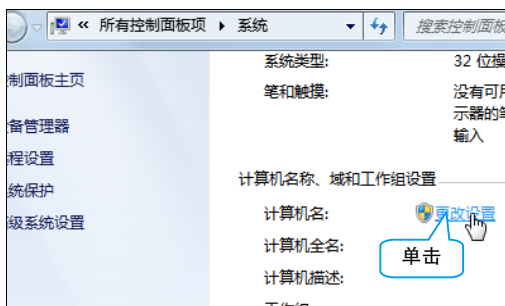 « 所有控制面板项 ▸ 系统 搜索控制面板
系统类型: 32 位操
制面板主页
笔和触摸: 没有可用
示器的笔
输入
设备管理器
程设置
统保护
级系统设置
计算机名称、域和工作组设置
计算机名: 更改设置
计算机全名:
单击
计算机描述: